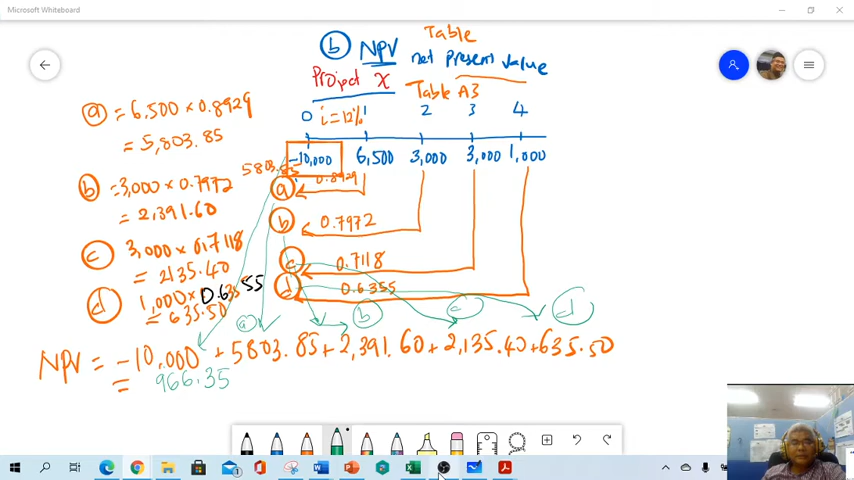 Microsoft Whiteboard
Table
b NPV net present value
Project X
Table A3
0 i=12% 1 2 3 4
-10,000 6,500 3,000 3,000 1,000
5803.85
a 0.8929
b 0.7972
c 0.7118
d 0.6355
a = 6,500 × 0.8929
= 5,803.85
b = 3,000 × 0.7972
= 2,391.60
c 3,000 × 0.7118
= 2135.40
d 1,000 × 0.6355
= 635.50
a b c d
NPV = -10,000 + 5803.85 + 2,391.60 + 2,135.40 + 635.50
= 966.35